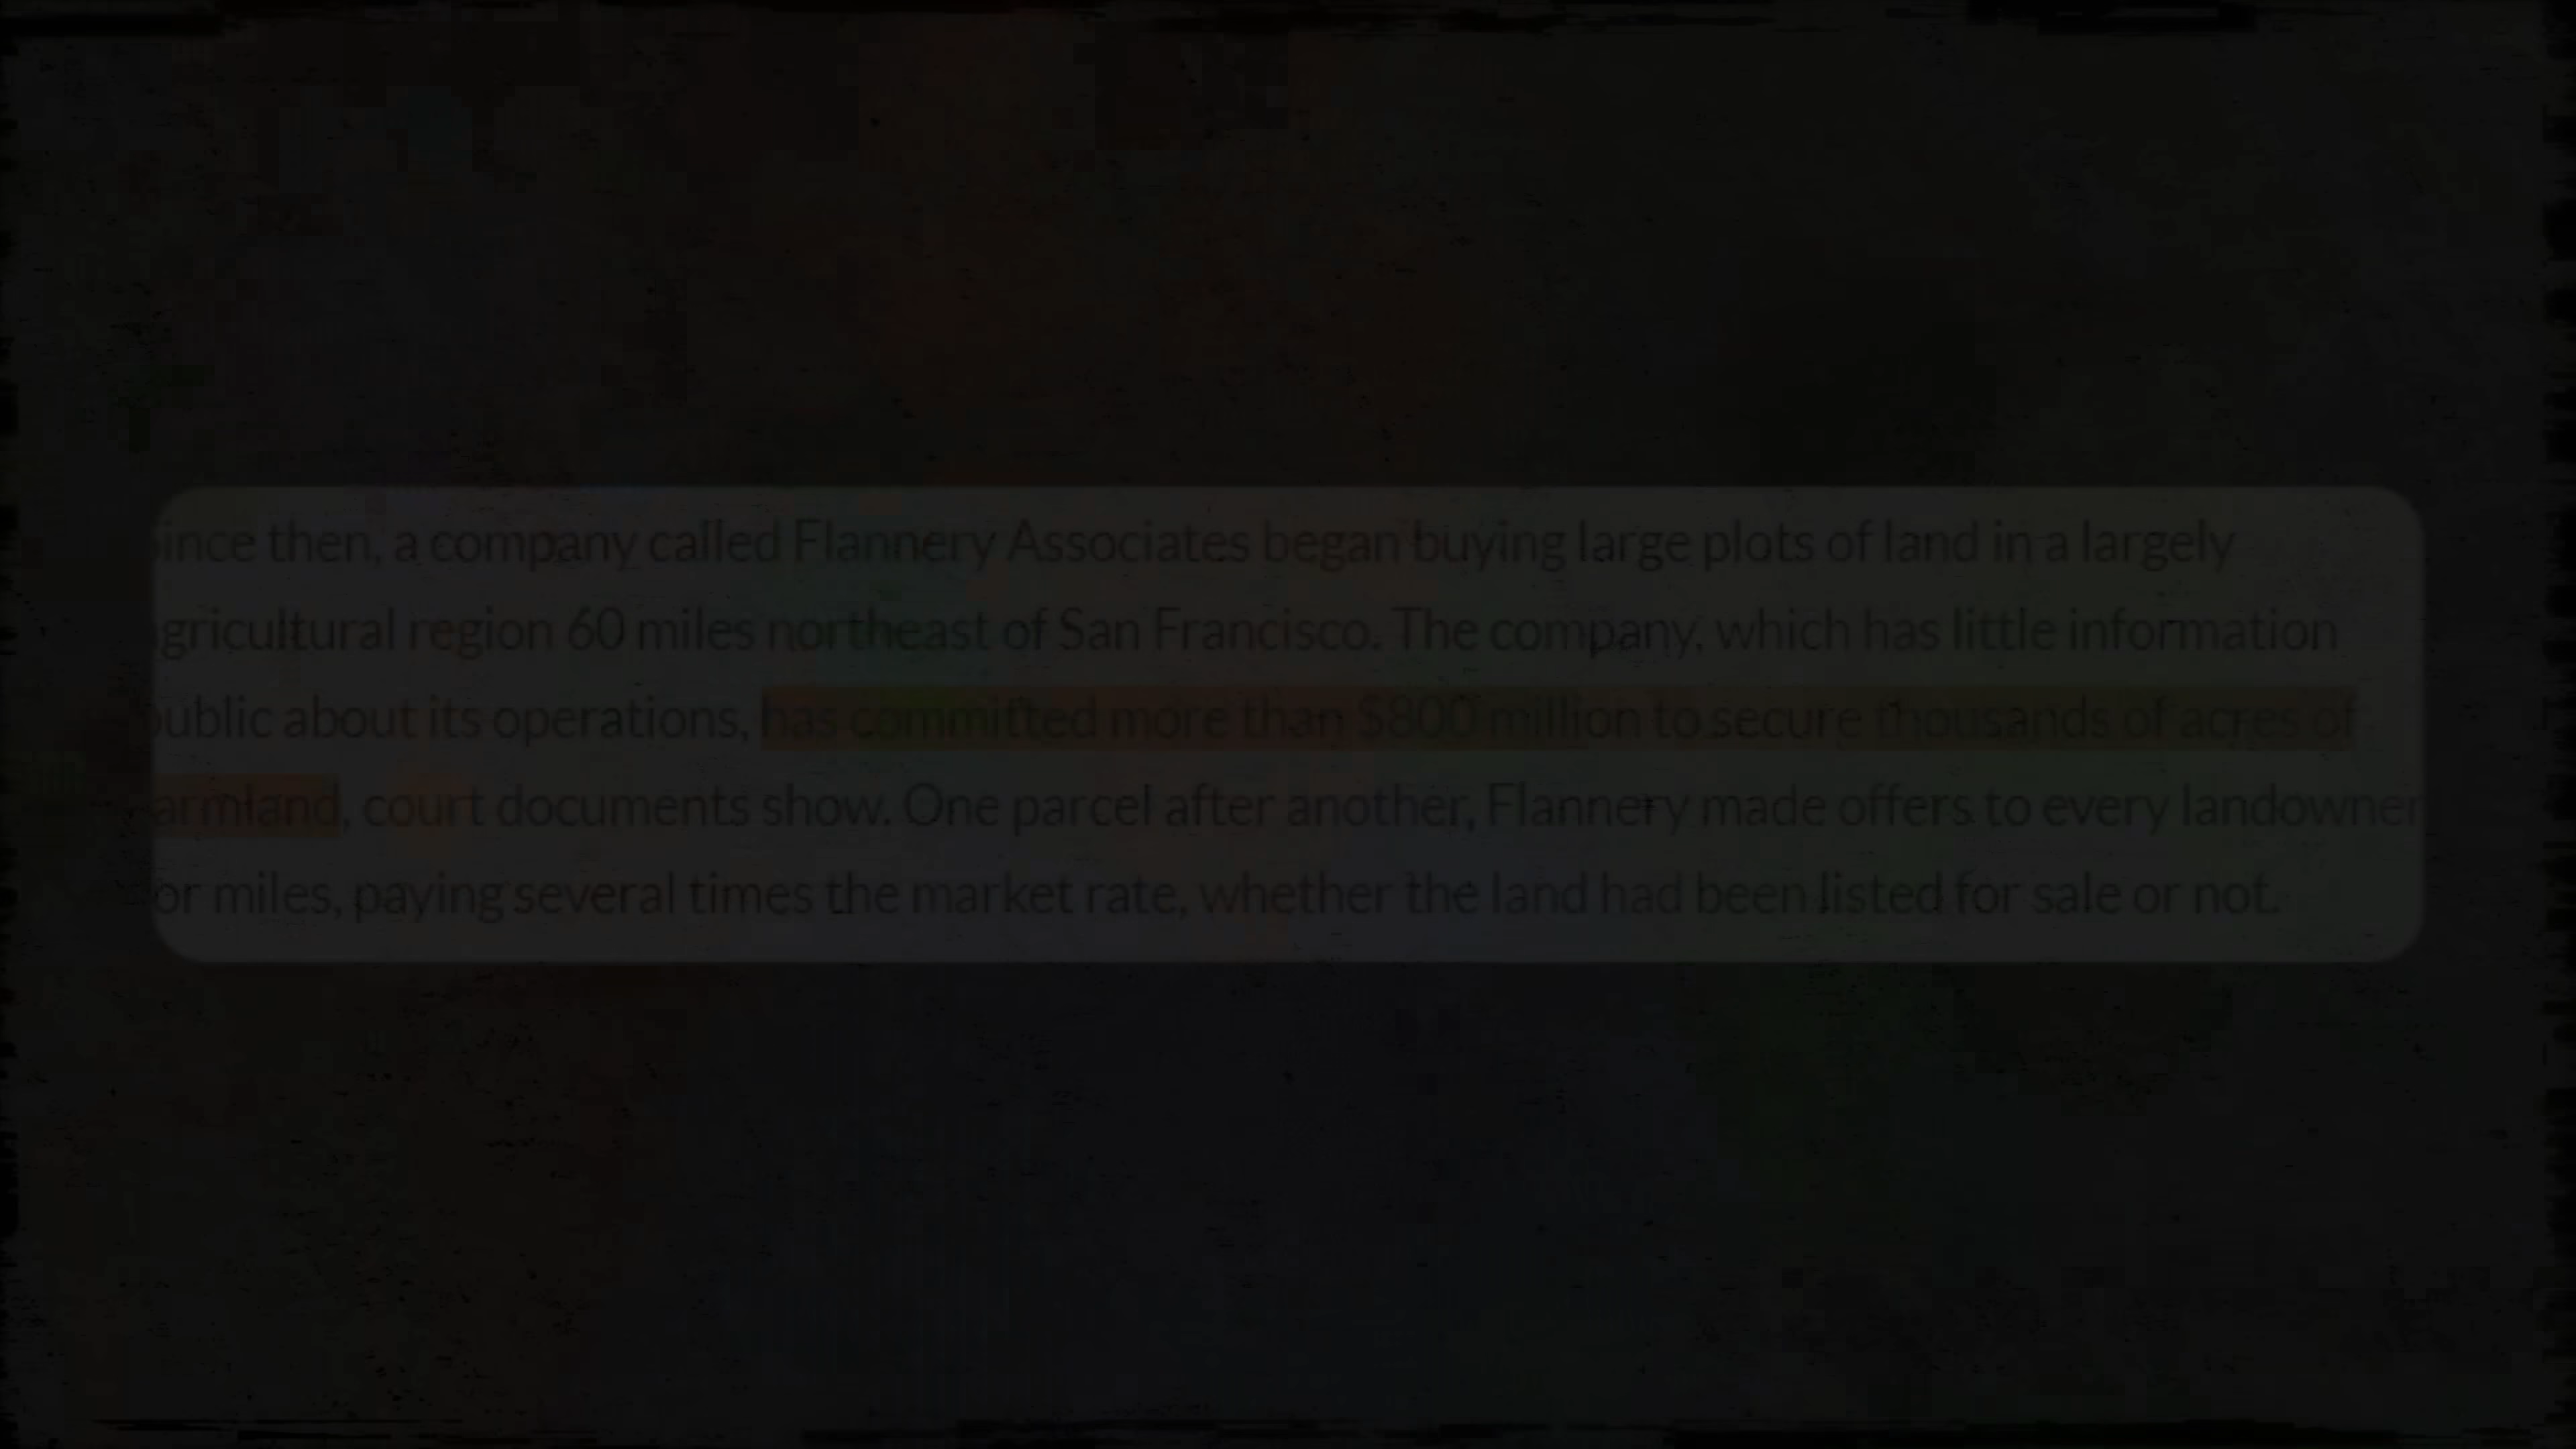 ince then, a company called Flannery Associates began buying large plots of land in a largely
gricultural region 60 miles northeast of San Francisco. The company, which has little information
public about its operations, has committed more than $800 million to secure thousands of acres of
armland, court documents show. One parcel after another, Flannery made offers to every landowner
or miles, paying several times the market rate, whether the land had been listed for sale or not.